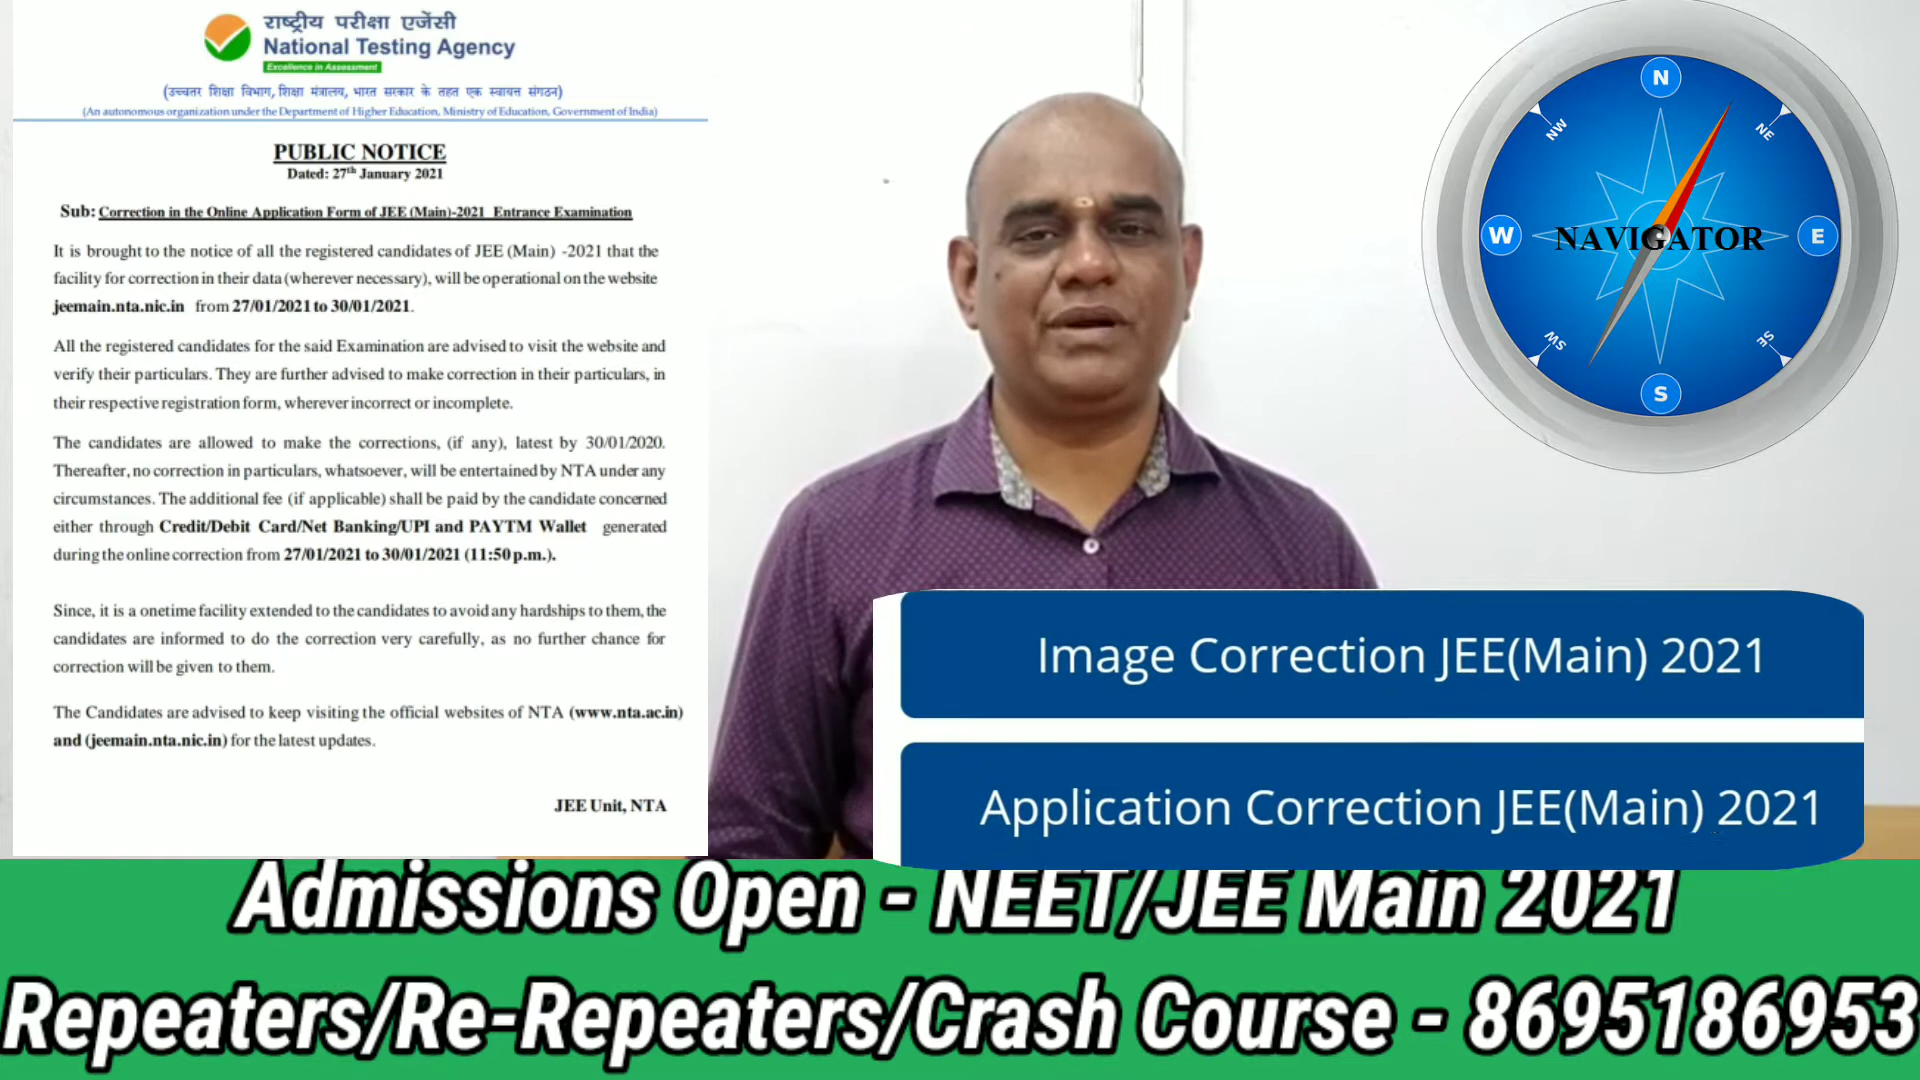 राष्ट्रीय परीक्षा एजेंसी
National Testing Agency
Excellence in Assessment
(उच्चतर शिक्षा विभाग, शिक्षा मंत्रालय, भारत सरकार के तहत एक स्वायत्त संगठन)
(An autonomous organization under the Department of Higher Education, Ministry of Education, Government of India)
PUBLIC NOTICE
Dated: 27th January 2021
Sub: Correction in the Online Application Form of JEE (Main)-2021 Entrance Examination
It is brought to the notice of all the registered candidates of JEE (Main) -2021 that the
facility for correction in their data (wherever necessary), will be operational on the website
jeemain.nta.nic.in from 27/01/2021 to 30/01/2021.
All the registered candidates for the said Examination are advised to visit the website and
verify their particulars. They are further advised to make correction in their particulars, in
their respective registration form, wherever incorrect or incomplete.
The candidates are allowed to make the corrections, (if any), latest by 30/01/2020.
Thereafter, no correction in particulars, whatsoever, will be entertained by NTA under any
circumstances. The additional fee (if applicable) shall be paid by the candidate concerned
either through Credit/Debit Card/Net Banking/UPI and PAYTM Wallet generated
during the online correction from 27/01/2021 to 30/01/2021 (11:50 p.m.).
Since, it is a onetime facility extended to the candidates to avoid any hardships to them, the
candidates are informed to do the correction very carefully, as no further chance for
correction will be given to them.
The Candidates are advised to keep visiting the official websites of NTA (www.nta.ac.in)
and (jeemain.nta.nic.in) for the latest updates.
JEE Unit, NTA
N
NW
NE
W
NAVIGATOR
E
SW
SE
S
Image Correction JEE(Main) 2021
Application Correction JEE(Main) 2021
Admissions Open - NEET/JEE Main 2021
Repeaters/Re-Repeaters/Crash Course - 8695186953